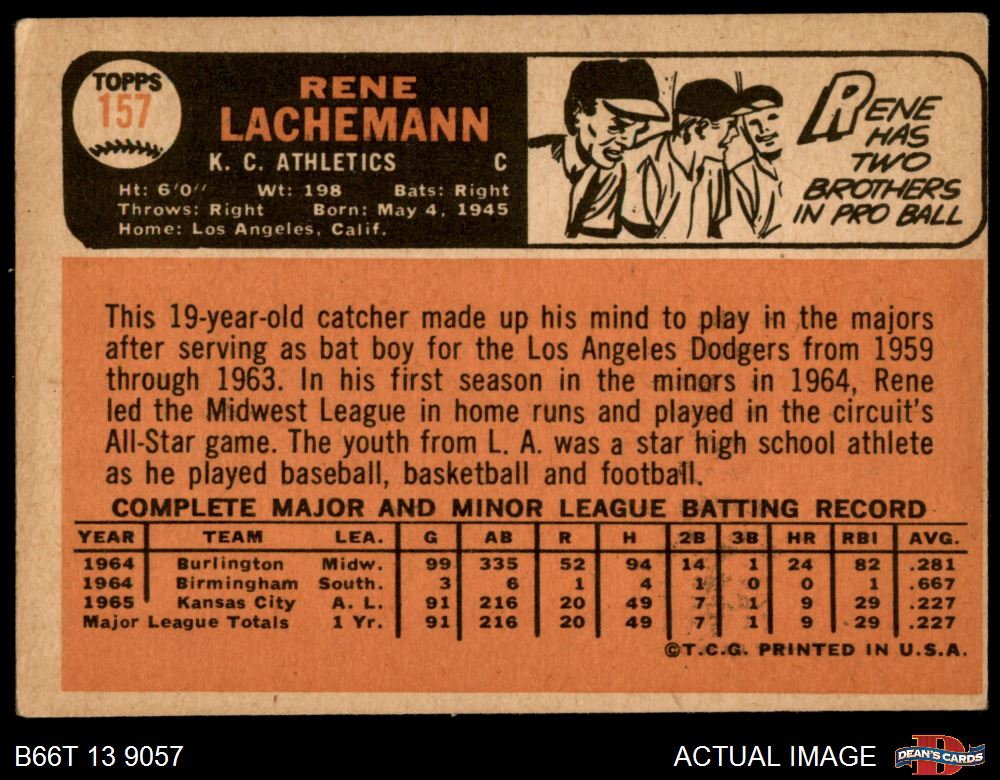 TOPPS
157
RENE
LACHEMANN
K. C. ATHLETICS C
Ht: 6'0" Wt: 198 Bats: Right
Throws: Right Born: May 4, 1945
Home: Los Angeles, Calif.
RENE
HAS
TWO
BROTHERS
IN PRO BALL
This 19-year-old catcher made up his mind to play in the majors
after serving as bat boy for the Los Angeles Dodgers from 1959
through 1963. In his first season in the minors in 1964, Rene
led the Midwest League in home runs and played in the circuit's
All-Star game. The youth from L. A. was a star high school athlete
as he played baseball, basketball and football.
COMPLETE MAJOR AND MINOR LEAGUE BATTING RECORD
YEAR TEAM LEA. G AB R H 2B 3B HR RBI AVG.
1964 Burlington Midw. 99 335 52 94 14 1 24 82 .281
1964 Birmingham South. 3 6 1 4 1 0 0 1 .667
1965 Kansas City A. L. 91 216 20 49 7 1 9 29 .227
Major League Totals 1 Yr. 91 216 20 49 7 1 9 29 .227
©T.C.G. PRINTED IN U.S.A.
B66T 13 9057 ACTUAL IMAGE
DEAN'S CARDS